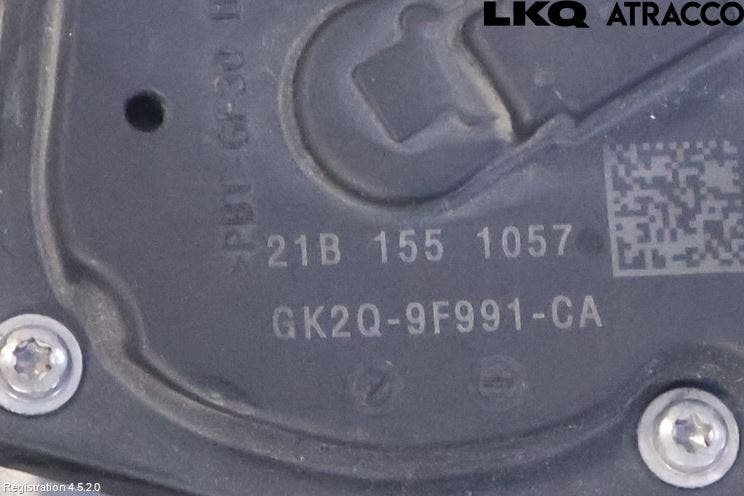 LKQ ATRACCO
>PBT-GF30
21B 155 1057
GK2Q-9F991-CA
Registration 4.5.2.0